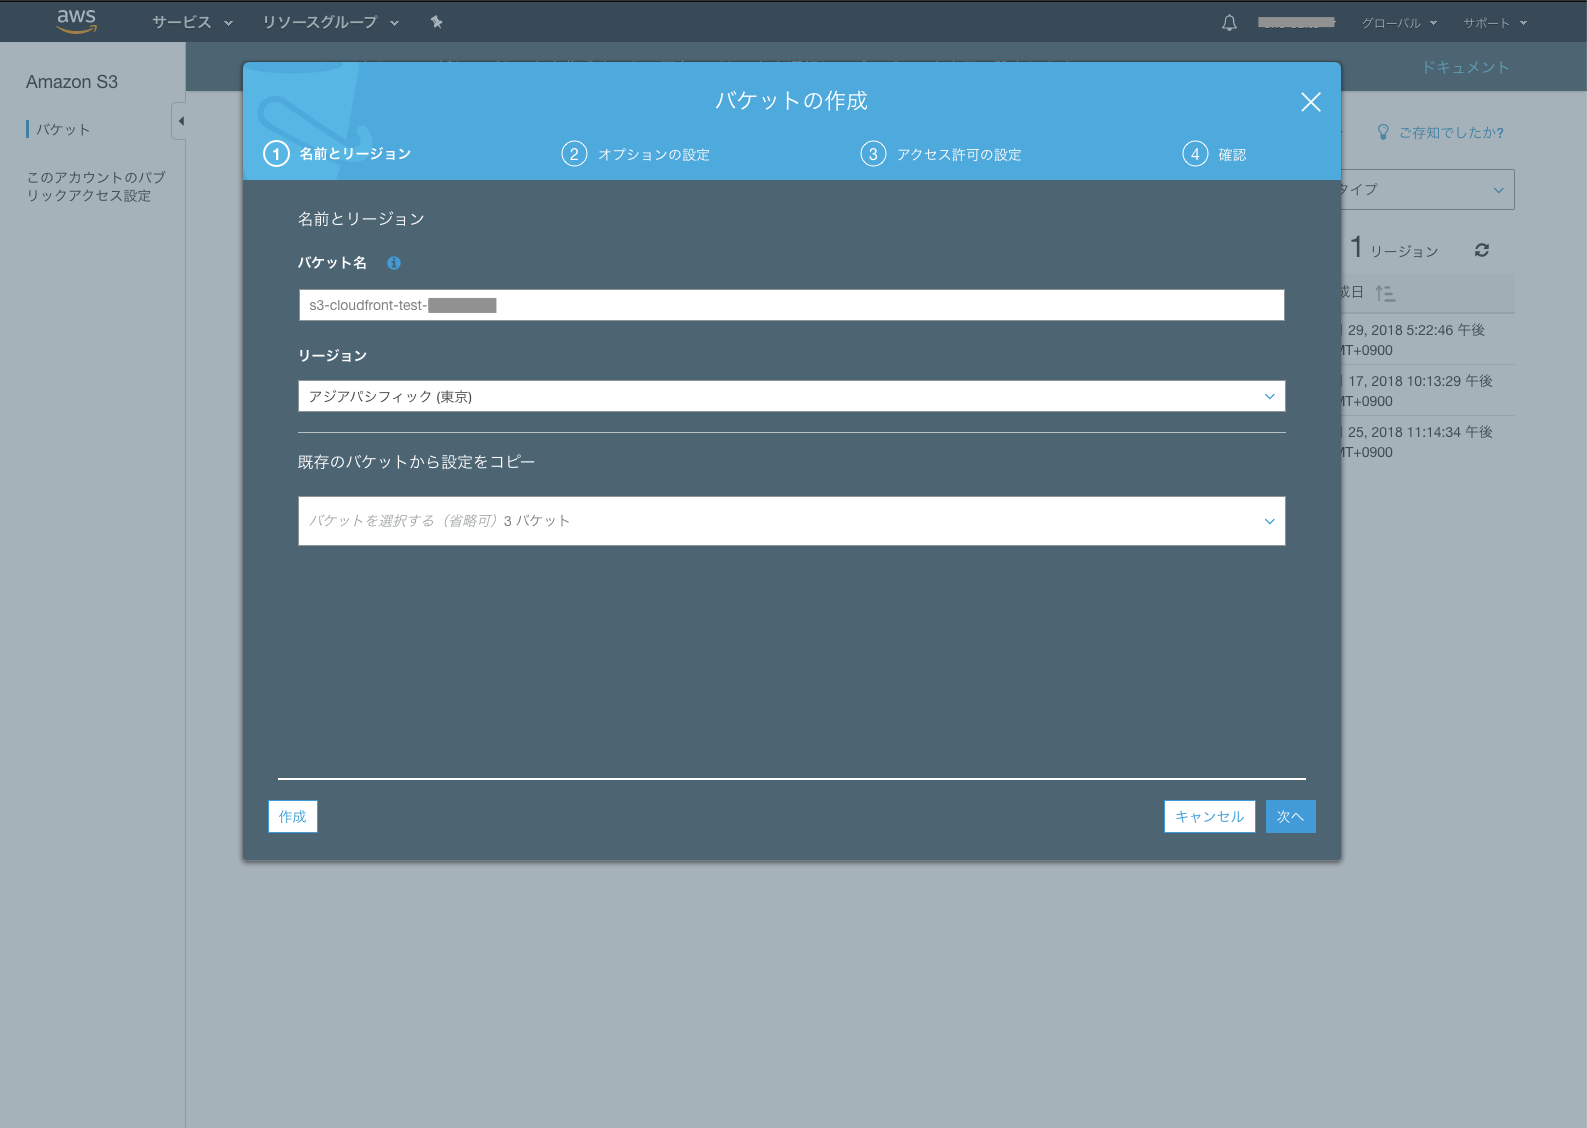 aws
サービス
リソースグループ
グローバル
サポート
Amazon S3
バケット
このアカウントのパブ
リックアクセス設定
ドキュメント
ご存知でしたか?
タイプ
1 リージョン
成日
29, 2018 5:22:46 午後
MT+0900
17, 2018 10:13:29 午後
MT+0900
25, 2018 11:14:34 午後
MT+0900
バケットの作成
1 名前とリージョン
2 オプションの設定
3 アクセス許可の設定
4 確認
名前とリージョン
バケット名
s3-cloudfront-test-
リージョン
アジアパシフィック (東京)
既存のバケットから設定をコピー
バケットを選択する（省略可）3 バケット
作成
キャンセル
次へ